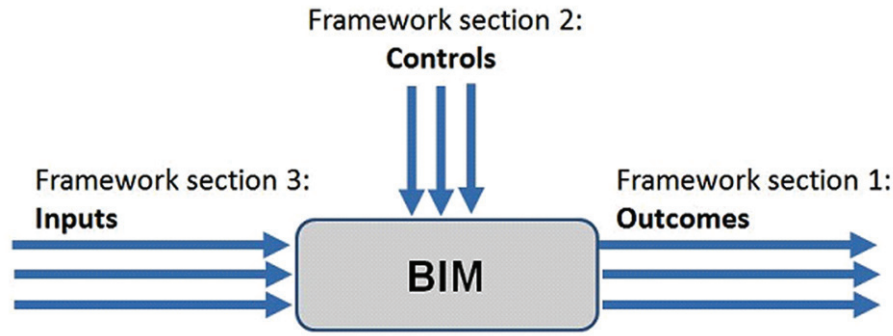 Framework section 2:
Controls
Framework section 3:
Inputs
Framework section 1:
Outcomes
BIM